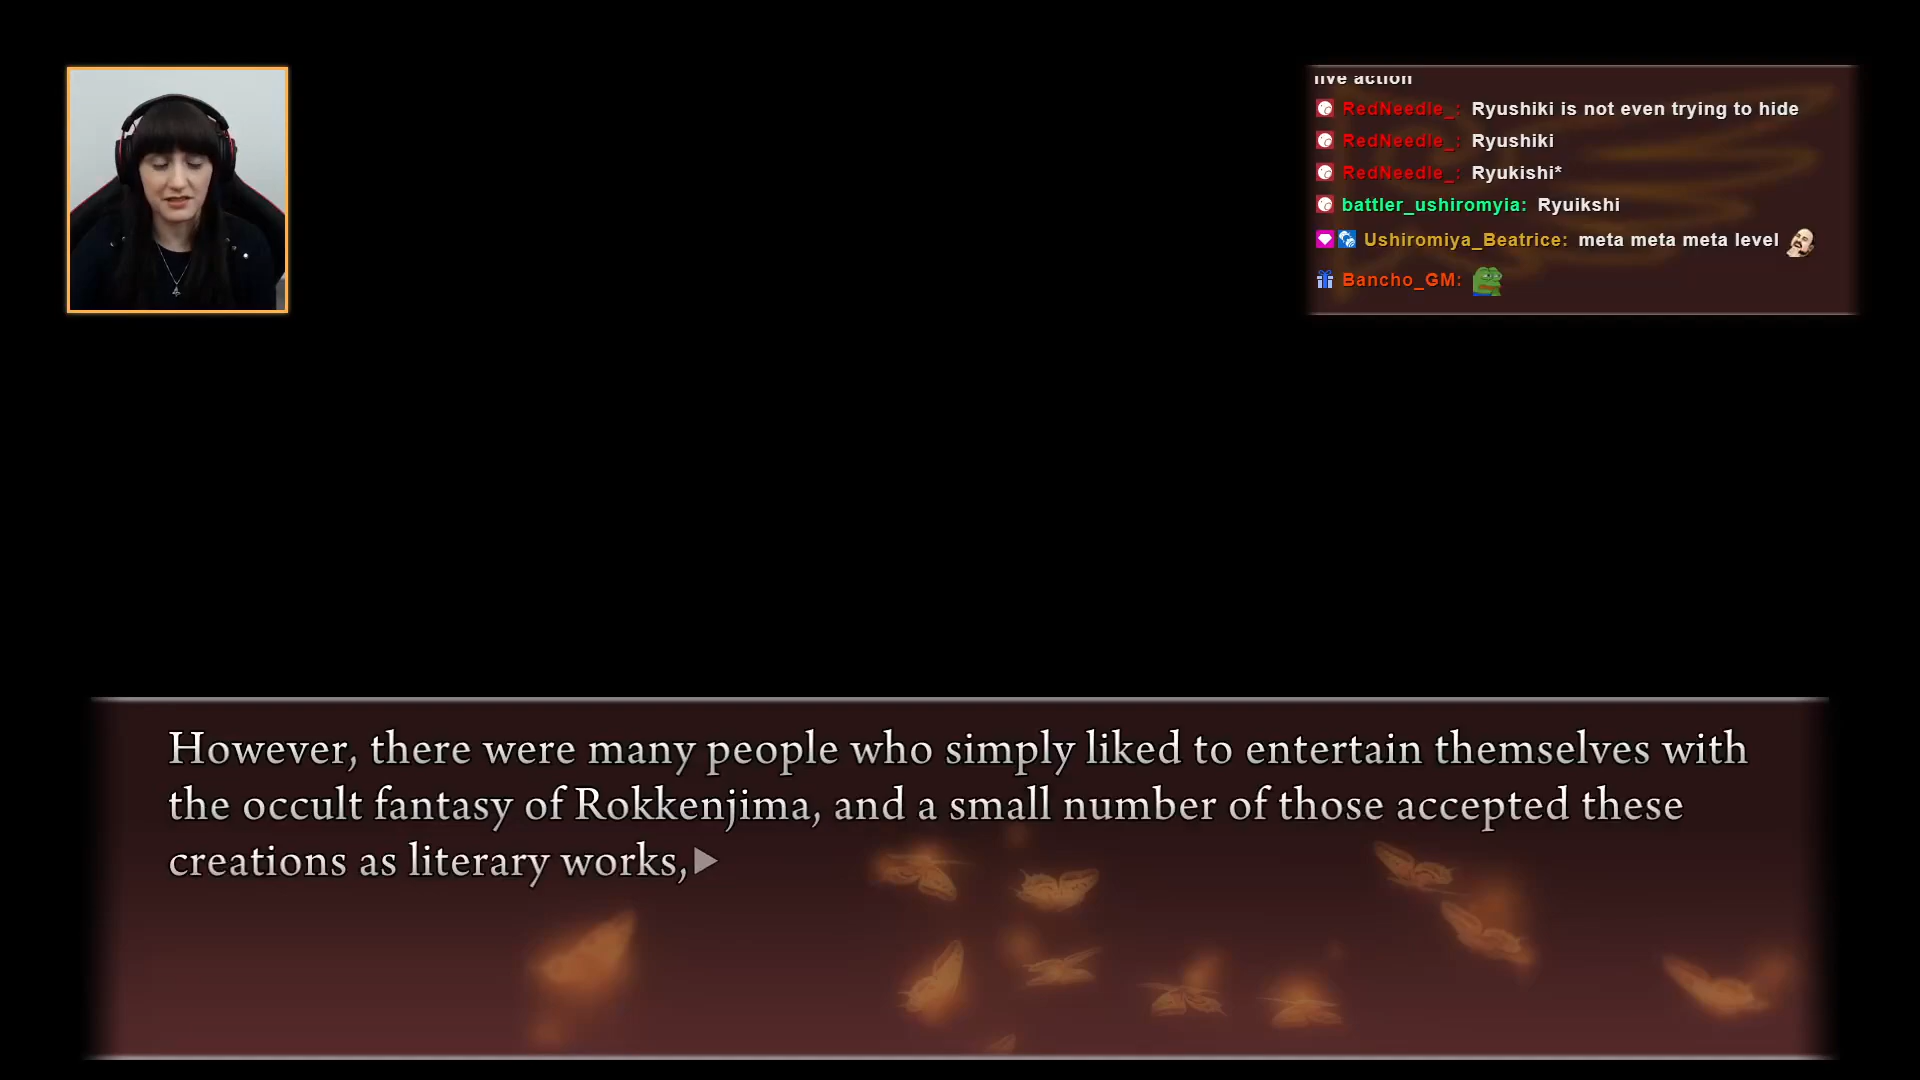 live action
RedNeedle_: Ryushiki is not even trying to hide
RedNeedle_: Ryushiki
RedNeedle_: Ryukishi*
battler_ushiromyia: Ryuikshi
Ushiromiya_Beatrice: meta meta meta level
Bancho_GM:
However, there were many people who simply liked to entertain themselves with
the occult fantasy of Rokkenjima, and a small number of those accepted these
creations as literary works,